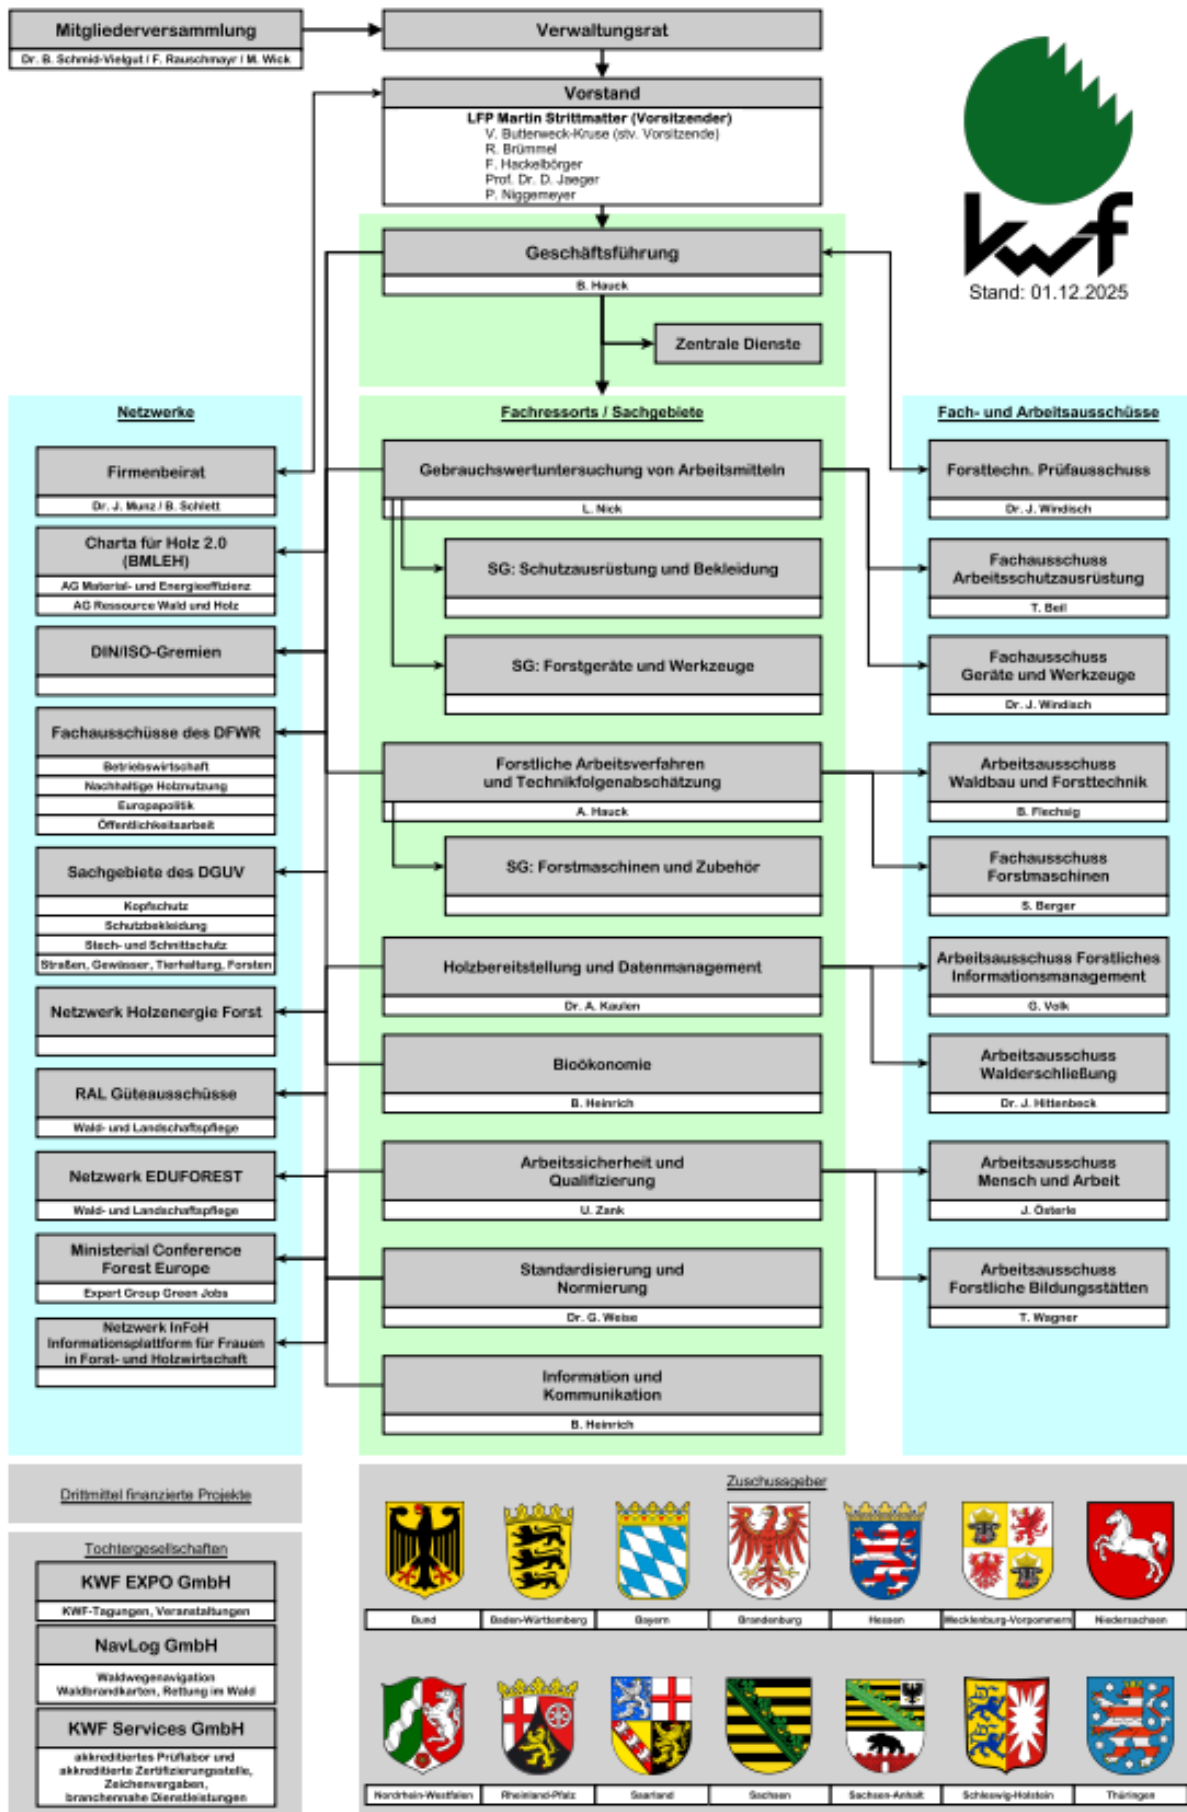 Mitgliederversammlung
Dr. B. Schmid-Vielgut / F. Rauschmayr / M. Wick
Verwaltungsrat
Vorstand
LFP Martin Strittmatter (Vorsitzender)
V. Butterweck-Kruse (stv. Vorsitzende)
R. Brümmel
F. Hackelbörger
Prof. Dr. D. Jaeger
P. Niggemeyer
kwf
Stand: 01.12.2025
Geschäftsführung
B. Hauck
Zentrale Dienste
Netzwerke
Firmenbeirat
Dr. J. Munz / B. Schlett
Charta für Holz 2.0
(BMLEH)
AG Material- und Energieeffizienz
AG Ressource Wald und Holz
DIN/ISO-Gremien
Fachausschüsse des DFWR
Betriebswirtschaft
Nachhaltige Holznutzung
Europapolitik
Öffentlichkeitsarbeit
Sachgebiete des DGUV
Kopfschutz
Schutzbekleidung
Stech- und Schnittschutz
Straßen, Gewässer, Tierhaltung, Forsten
Netzwerk Holzenergie Forst
RAL Güteausschüsse
Wald- und Landschaftspflege
Netzwerk EDUFOREST
Wald- und Landschaftspflege
Ministerial Conference
Forest Europe
Expert Group Green Jobs
Netzwerk InFoH
Informationsplattform für Frauen
in Forst- und Holzwirtschaft
Fachressorts / Sachgebiete
Gebrauchswertuntersuchung von Arbeitsmitteln
L. Nick
SG: Schutzausrüstung und Bekleidung
SG: Forstgeräte und Werkzeuge
Forstliche Arbeitsverfahren
und Technikfolgenabschätzung
A. Hauck
SG: Forstmaschinen und Zubehör
Holzbereitstellung und Datenmanagement
Dr. A. Kaulen
Bioökonomie
B. Heinrich
Arbeitssicherheit und
Qualifizierung
U. Zank
Standardisierung und
Normierung
Dr. G. Weise
Information und
Kommunikation
B. Heinrich
Fach- und Arbeitsausschüsse
Forsttechn. Prüfausschuss
Dr. J. Windisch
Fachausschuss
Arbeitsschutzausrüstung
T. Beil
Fachausschuss
Geräte und Werkzeuge
Dr. J. Windisch
Arbeitsausschuss
Waldbau und Forsttechnik
B. Flechsig
Fachausschuss
Forstmaschinen
S. Berger
Arbeitsausschuss Forstliches
Informationsmanagement
G. Volk
Arbeitsausschuss
Walderschließung
Dr. J. Hittenbeck
Arbeitsausschuss
Mensch und Arbeit
J. Österle
Arbeitsausschuss
Forstliche Bildungsstätten
T. Wagner
Drittmittel finanzierte Projekte
Tochtergesellschaften
KWF EXPO GmbH
KWF-Tagungen, Veranstaltungen
NavLog GmbH
Waldwegenavigation
Waldbrandkarten, Rettung im Wald
KWF Services GmbH
akkreditiertes Prüflabor und
akkreditierte Zertifizierungsstelle,
Zeichenvergaben,
branchennahe Dienstleistungen
Zuschussgeber
Bund
Baden-Württemberg
Bayern
Brandenburg
Hessen
Mecklenburg-Vorpommern
Niedersachsen
Nordrhein-Westfalen
Rheinland-Pfalz
Saarland
Sachsen
Sachsen-Anhalt
Schleswig-Holstein
Thüringen